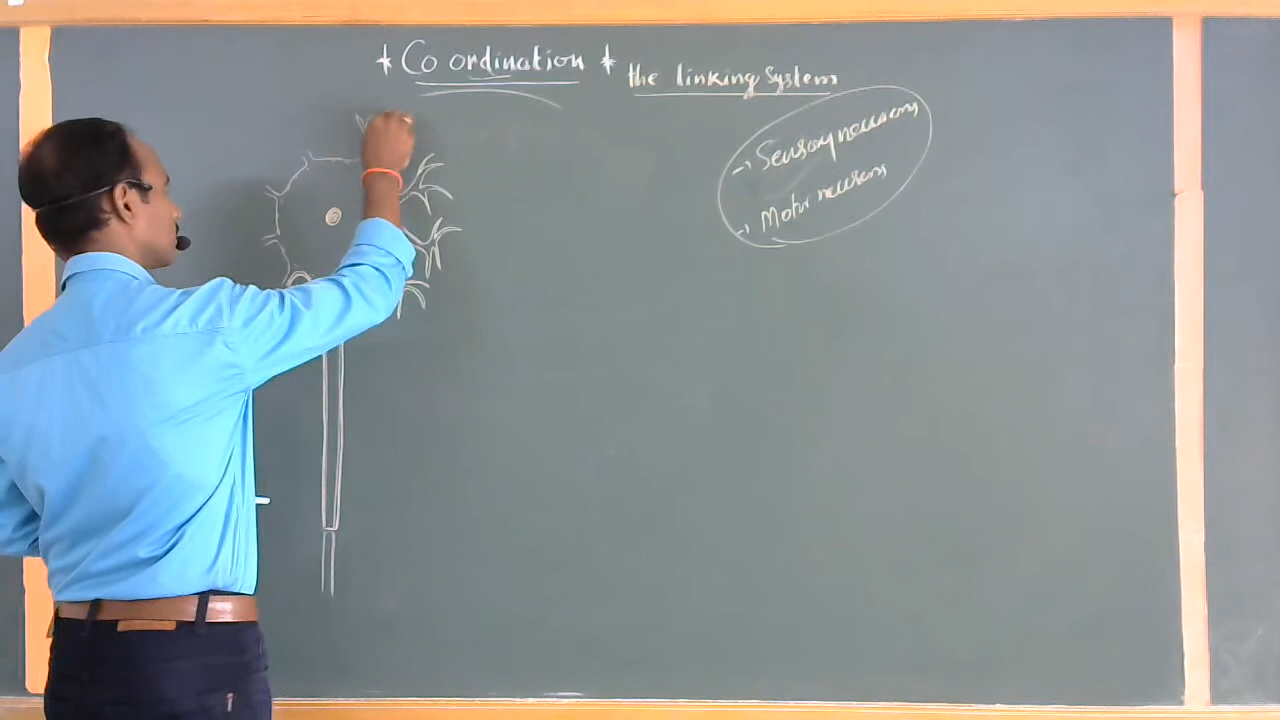 * Co ordination *
the linking System
→ Sensory neurons
→ Motor neurons